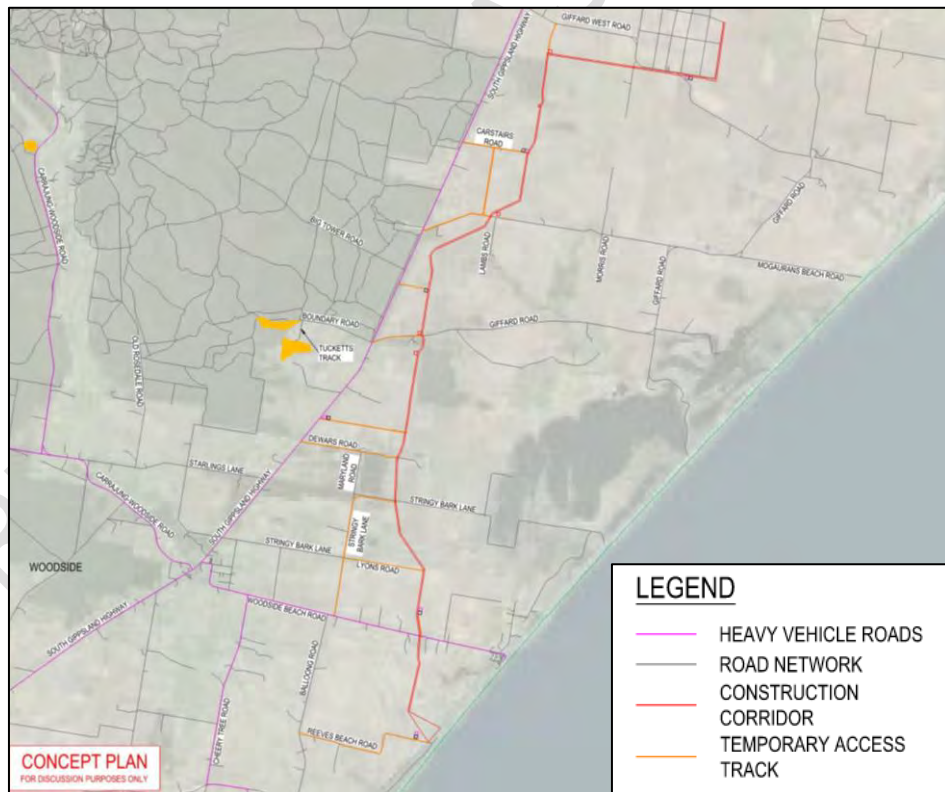 GIFFARD WEST ROAD
SOUTH GIPPSLAND HIGHWAY
CARSTAIRS
ROAD
CARRAJUNG-WOODSIDE ROAD
BIG TOWER ROAD
LAMBS ROAD
MORRIS ROAD
GIFFARD ROAD
GIFFARD ROAD
MOGAURANS BEACH ROAD
BOUNDARY ROAD
GIFFARD ROAD
TUCKETTS
TRACK
OLD ROSEDALE ROAD
DEWARS ROAD
MARYLAND
ROAD
STARLINGS LANE
CARRAJUNG-WOODSIDE ROAD
SOUTH GIPPSLAND HIGHWAY
STRINGY BARK LANE
STRINGY
BARK LANE
STRINGY BARK LANE
LYONS ROAD
WOODSIDE
WOODSIDE BEACH ROAD
SOUTH GIPPSLAND HIGHWAY
BALLOONG ROAD
CHEERY TREE ROAD
REEVES BEACH ROAD
CONCEPT PLAN
FOR DISCUSSION PURPOSES ONLY
LEGEND
HEAVY VEHICLE ROADS
ROAD NETWORK
CONSTRUCTION
CORRIDOR
TEMPORARY ACCESS
TRACK